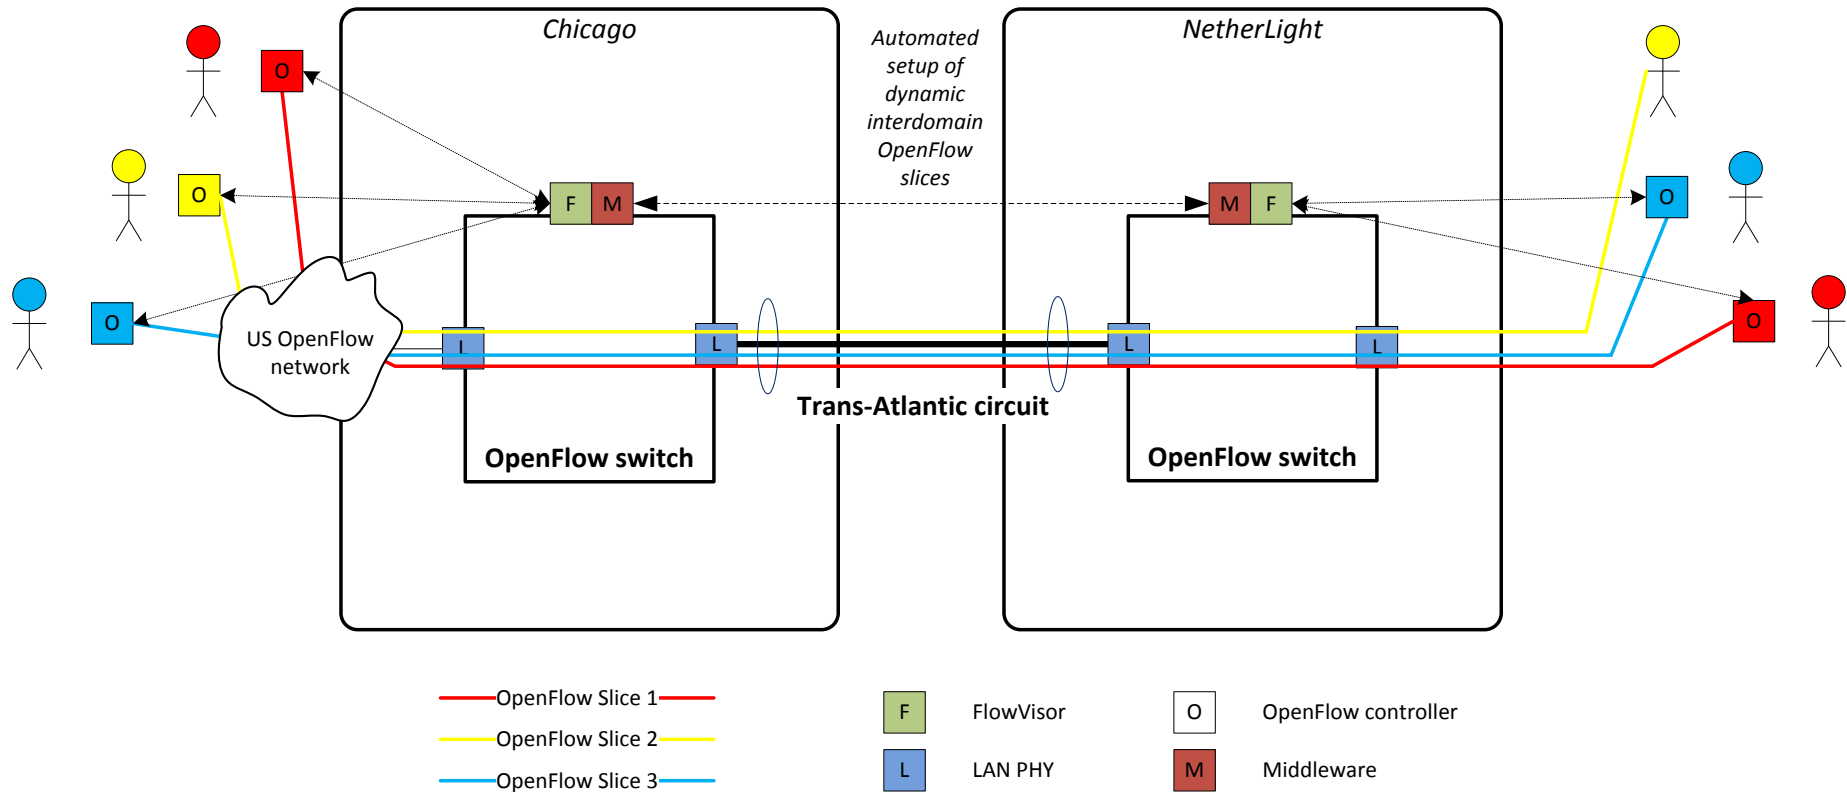 Chicago
NetherLight
Automated
setup of
dynamic
interdomain
OpenFlow
slices
O
O
O
F M
M F
O
O
US OpenFlow
network
L
L
L
L
Trans-Atlantic circuit
OpenFlow switch
OpenFlow switch
OpenFlow Slice 1
OpenFlow Slice 2
OpenFlow Slice 3
F FlowVisor
O OpenFlow controller
L LAN PHY
M Middleware